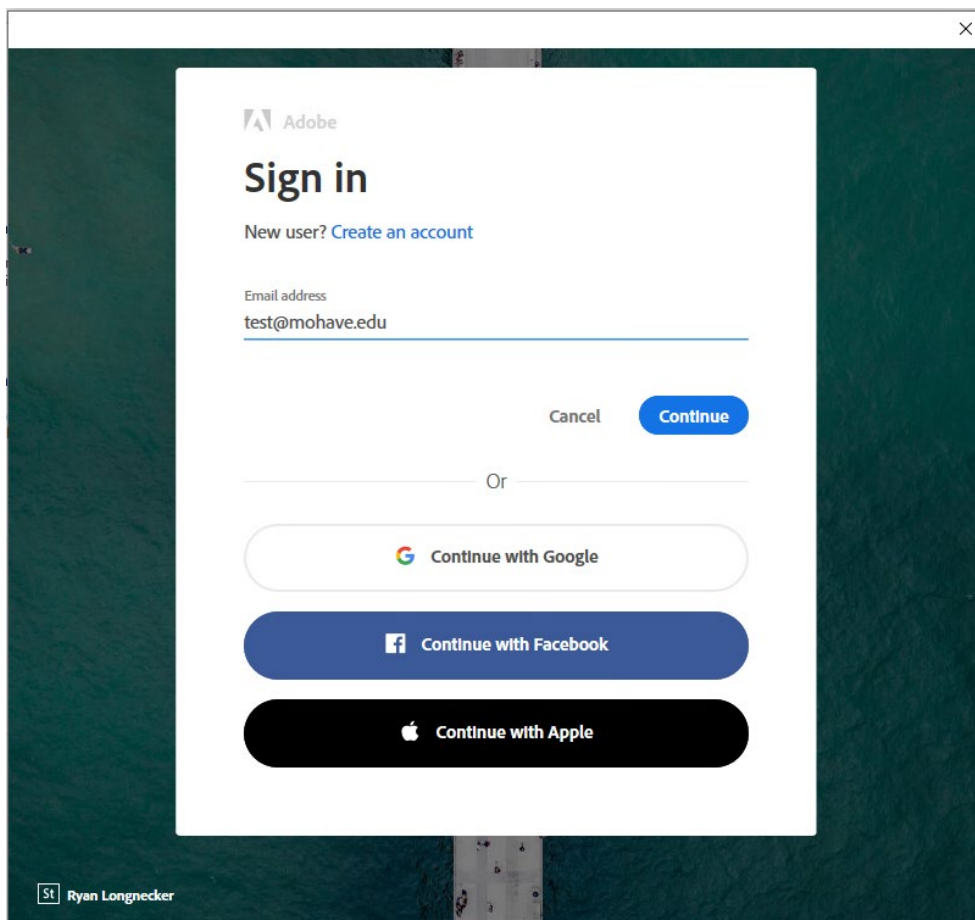 Adobe
Sign in
New user? Create an account
Email address
test@mohave.edu
Cancel Continue
Or
Continue with Google
Continue with Facebook
Continue with Apple
St Ryan Longnecker